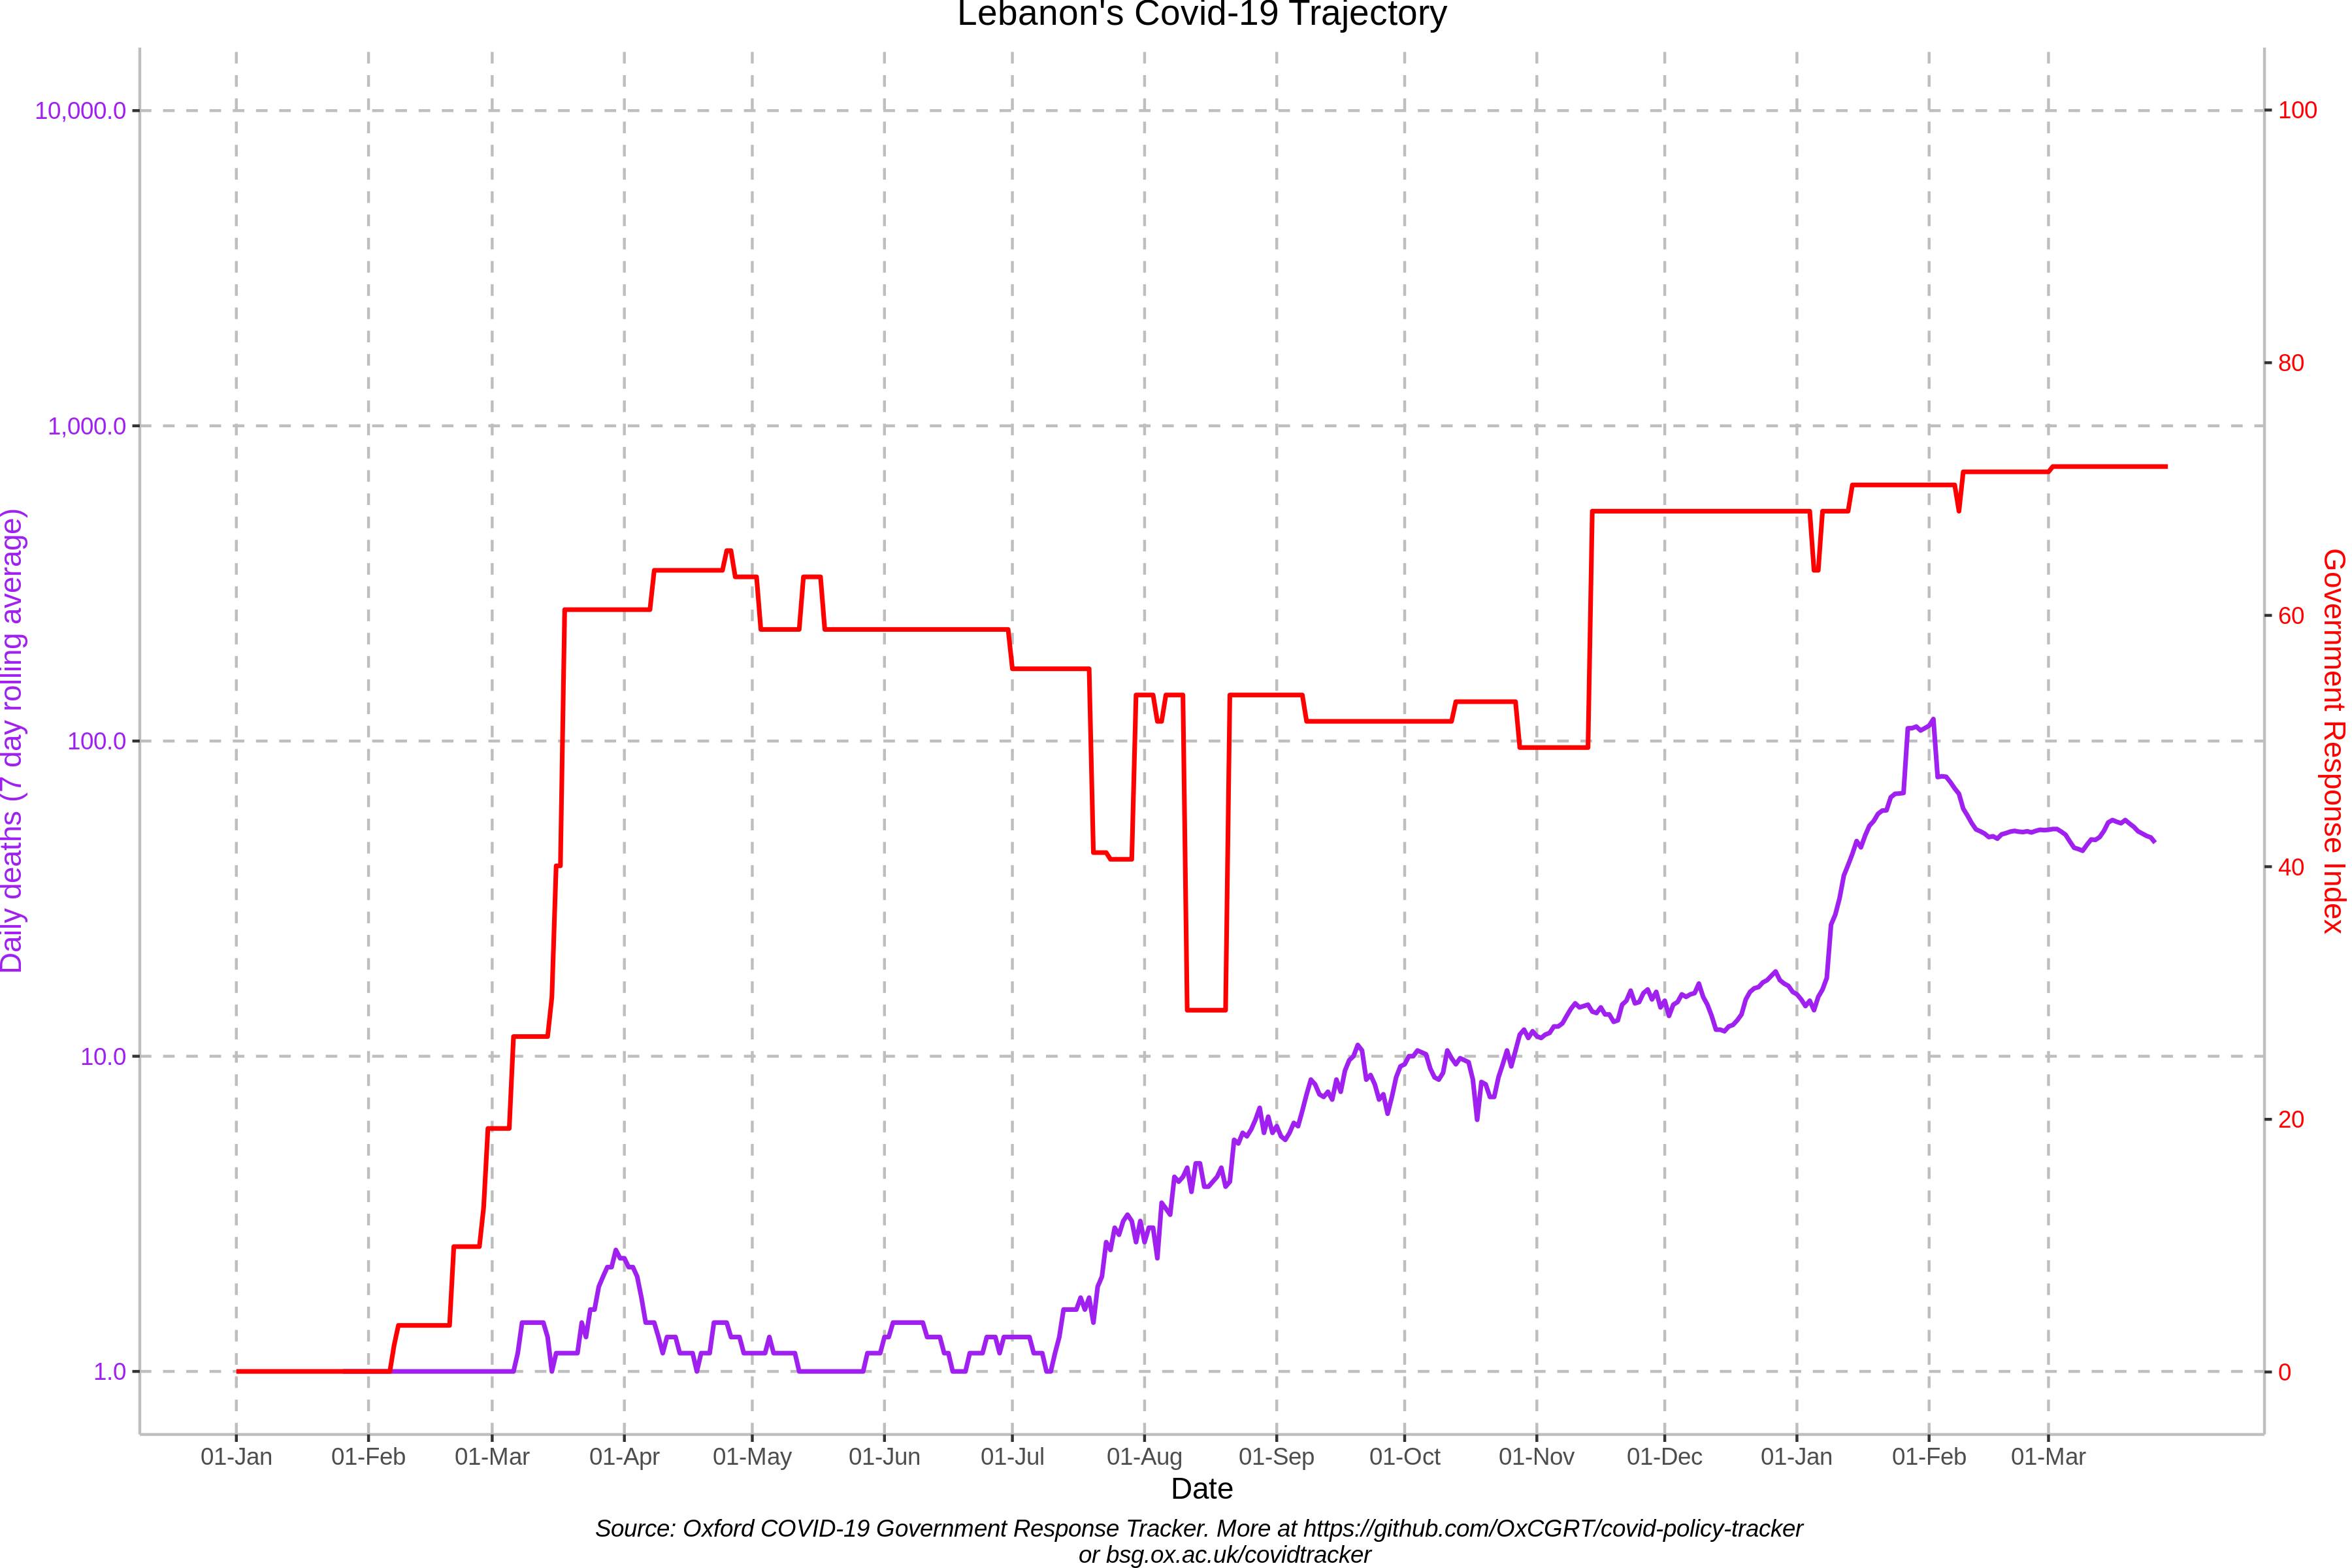 Lebanon's Covid-19 Trajectory
10,000.0
1,000.0
100.0
10.0
1.0
Daily deaths (7 day rolling average)
100
80
60
40
20
0
Government Response Index
01-Jan 01-Feb 01-Mar 01-Apr 01-May 01-Jun 01-Jul 01-Aug 01-Sep 01-Oct 01-Nov 01-Dec 01-Jan 01-Feb 01-Mar
Date
Source: Oxford COVID-19 Government Response Tracker. More at https://github.com/OxCGRT/covid-policy-tracker
or bsg.ox.ac.uk/covidtracker